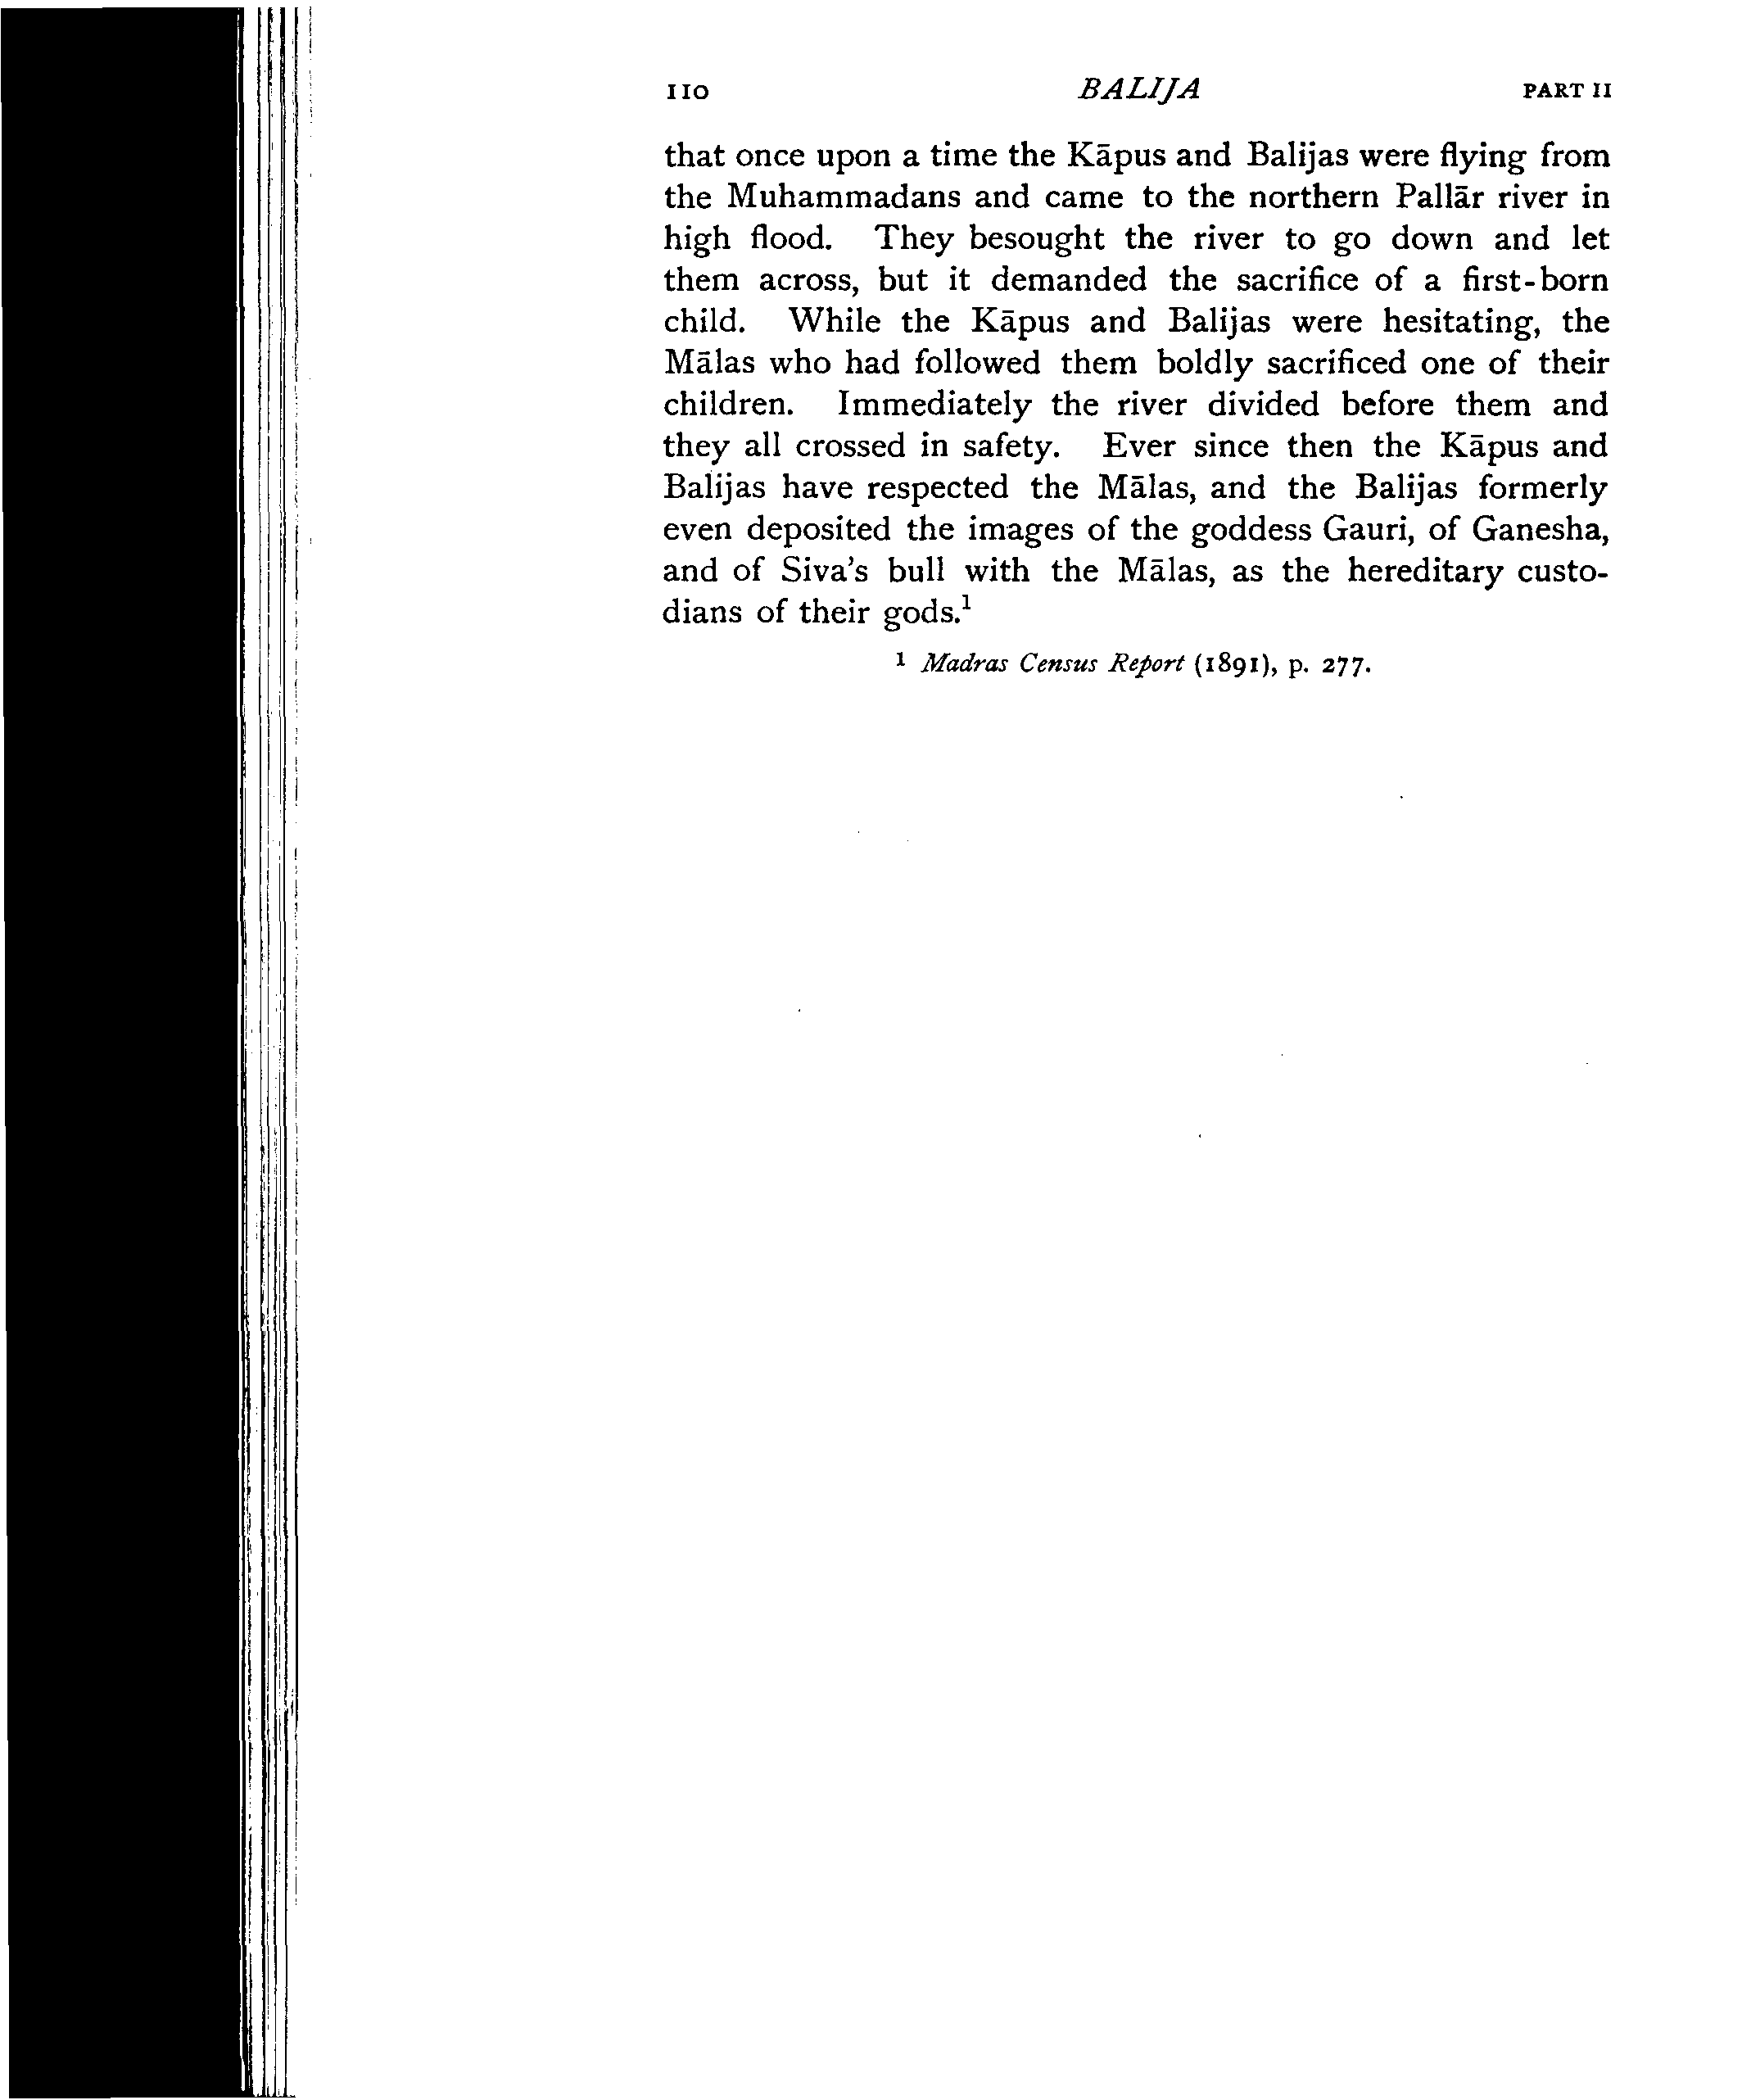 110 BALIJA PART II
that once upon a time the Kāpus and Balijas were flying from
the Muhammadans and came to the northern Pallār river in
high flood. They besought the river to go down and let
them across, but it demanded the sacrifice of a first-born
child. While the Kāpus and Balijas were hesitating, the
Mālas who had followed them boldly sacrificed one of their
children. Immediately the river divided before them and
they all crossed in safety. Ever since then the Kāpus and
Balijas have respected the Mālas, and the Balijas formerly
even deposited the images of the goddess Gauri, of Ganesha,
and of Siva's bull with the Mālas, as the hereditary custo-
dians of their gods.¹
¹ Madras Census Report (1891), p. 277.